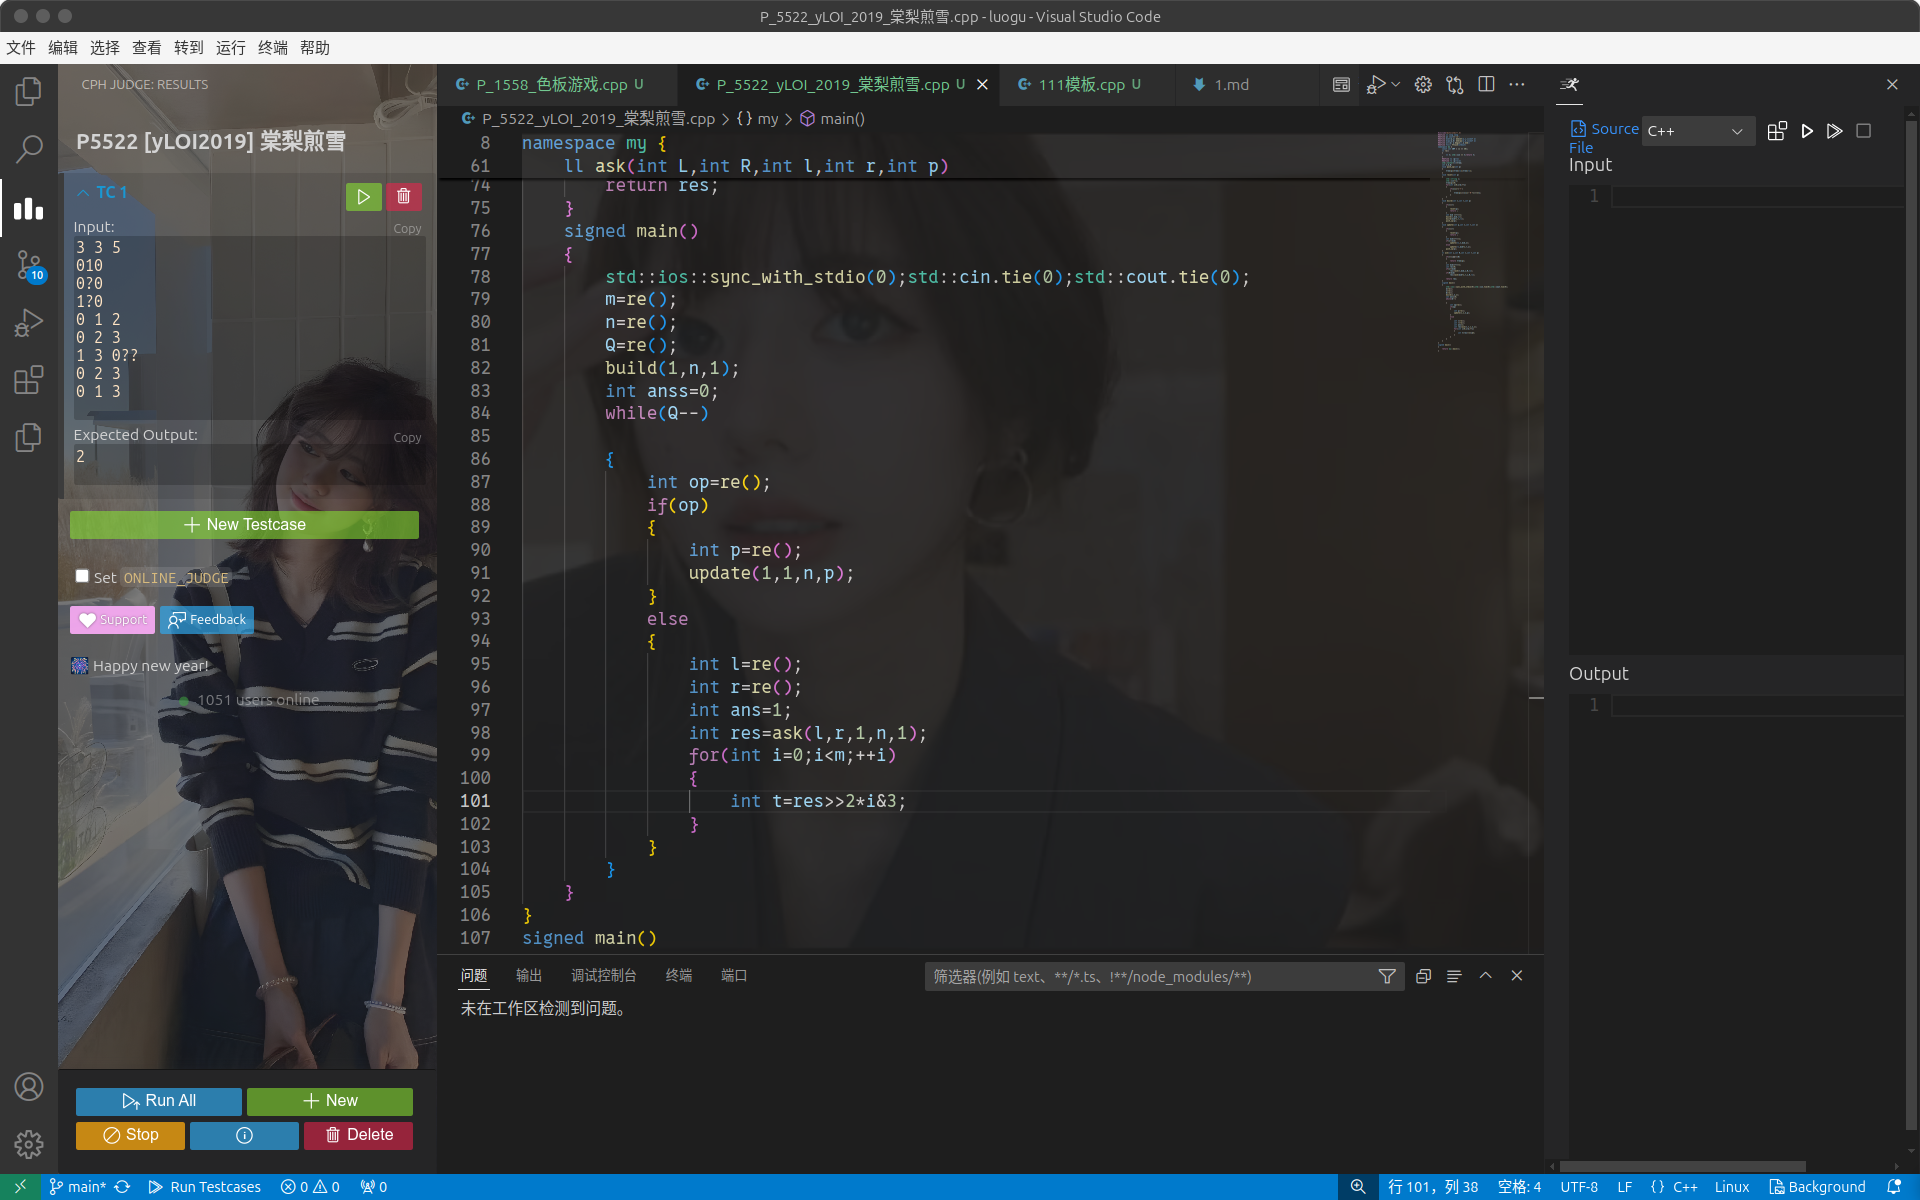 P_5522_yLOI_2019_棠梨煎雪.cpp - luogu - Visual Studio Code
文件 编辑 选择 查看 转到 运行 终端 帮助
CPH JUDGE: RESULTS
P5522 [yLOI2019] 棠梨煎雪
TC 1
Input:
Copy
3 3 5
010
0?0
1?0
0 1 2
0 2 3
1 3 0??
0 2 3
0 1 3
Expected Output:
Copy
2
New Testcase
Set ONLINE_JUDGE
Support Feedback
Happy new year!
1051 users online
Run All New
Stop Delete
10
P_1558_色板游戏.cpp U P_5522_yLOI_2019_棠梨煎雪.cpp U 111模板.cpp U 1.md
P_5522_yLOI_2019_棠梨煎雪.cpp > {} my > main()
8 namespace my {
61 ll ask(int L,int R,int l,int r,int p)
74 return res;
75 }
76 signed main()
77 {
78 std::ios::sync_with_stdio(0);std::cin.tie(0);std::cout.tie(0);
79 m=re();
80 n=re();
81 Q=re();
82 build(1,n,1);
83 int anss=0;
84 while(Q--)
85
86 {
87 int op=re();
88 if(op)
89 {
90 int p=re();
91 update(1,1,n,p);
92 }
93 else
94 {
95 int l=re();
96 int r=re();
97 int ans=1;
98 int res=ask(l,r,1,n,1);
99 for(int i=0;i<m;++i)
100 {
101 int t=res>>2*i&3;
102 }
103 }
104 }
105 }
106 }
107 signed main()
问题 输出 调试控制台 终端 端口
筛选器(例如 text、**/*.ts、!**/node_modules/**)
未在工作区检测到问题。
Source File
C++
Input
1
Output
1
main* Run Testcases 0 0 0
行 101，列 38 空格: 4 UTF-8 LF {} C++ Linux Background